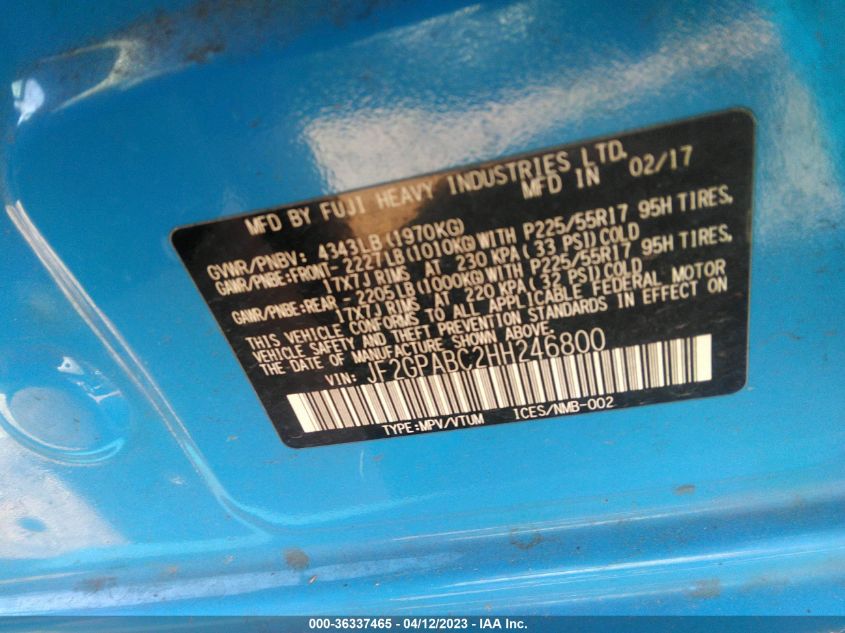 MFD BY FUJI HEAVY INDUSTRIES LTD.
MFD IN 02/17
GVWR/PNBV: 4343LB(1970KG)
GAWR/PNBE:FRONT-2227LB(1010KG)WITH P225/55R17 95H TIRES,
17X7J RIMS AT 230 KPA(33 PSI)COLD
GAWR/PNBE:REAR -2205LB(1000KG)WITH P225/55R17 95H TIRES,
17X7J RIMS AT 220 KPA(32 PSI)COLD
THIS VEHICLE CONFORMS TO ALL APPLICABLE FEDERAL MOTOR
VEHICLE SAFETY AND THEFT PREVENTION STANDARDS IN EFFECT ON
THE DATE OF MANUFACTURE SHOWN ABOVE.
VIN: JF2GPABC2HH246800
TYPE:MPV/VTUM ICES/NMB-002
000-36337465 - 04/12/2023 - IAA Inc.